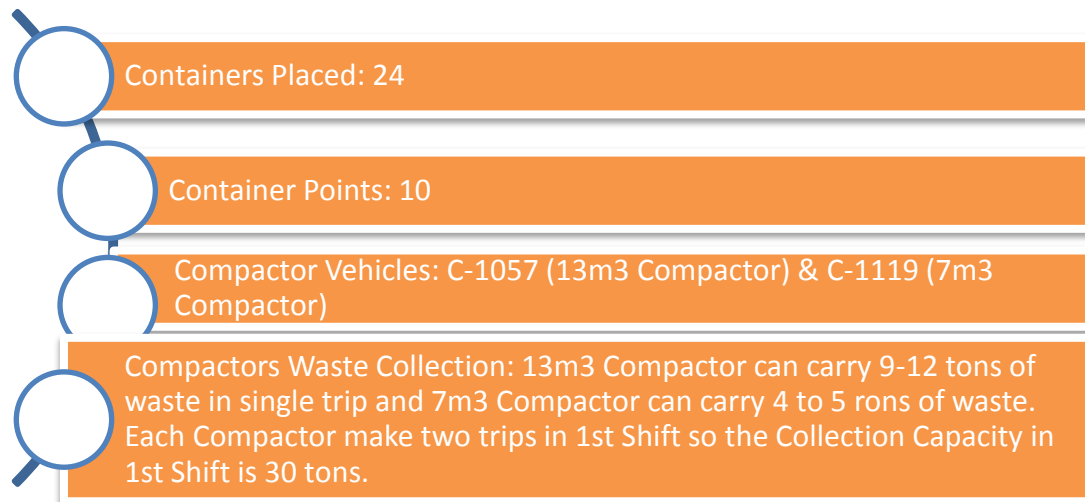 Containers Placed: 24
Container Points: 10
Compactor Vehicles: C-1057 (13m3 Compactor) & C-1119 (7m3
Compactor)
Compactors Waste Collection: 13m3 Compactor can carry 9-12 tons of
waste in single trip and 7m3 Compactor can carry 4 to 5 rons of waste.
Each Compactor make two trips in 1st Shift so the Collection Capacity in
1st Shift is 30 tons.